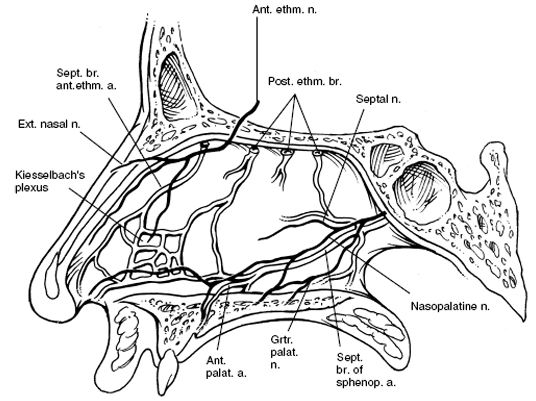 Ant. ethm. n.
Sept. br.
ant.ethm. a.
Post. ethm. br.
Septal n.
Ext. nasal n.
Kiesselbach's
plexus
Nasopalatine n.
Ant.
palat. a.
Grtr.
palat.
n.
Sept.
br. of
sphenop. a.